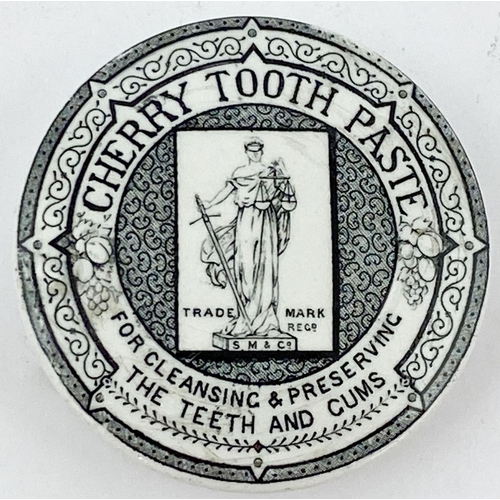 CHERRY TOOTH PASTE
TRADE MARK
REGD
S M & Co
FOR CLEANSING & PRESERVING
THE TEETH AND GUMS